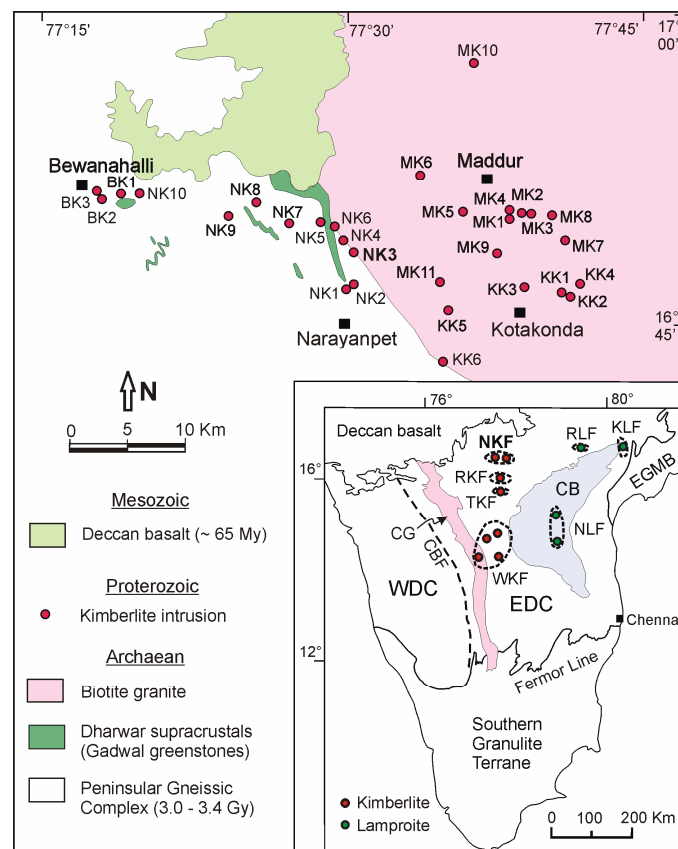 77°15'
77°30'
77°45'
17°
00'
MK10
Bewanahalli
BK1
NK10
BK3
BK2
NK8
NK9
NK7
NK5
NK6
NK4
NK3
NK1
NK2
Narayanpet
MK6
Maddur
MK4
MK2
MK5
MK1
MK3
MK8
MK7
MK9
MK11
KK1
KK4
KK3
KK2
KK5
Kotakonda
KK6
16°
45'
N
0 5 10 Km
Mesozoic
Deccan basalt (~ 65 My)
Proterozoic
Kimberlite intrusion
Archaean
Biotite granite
Dharwar supracrustals
(Gadwal greenstones)
Peninsular Gneissic
Complex (3.0 - 3.4 Gy)
76°
80°
Deccan basalt
NKF
RLF
KLF
16°
RKF
TKF
CB
EGMB
CG
CBF
NLF
WKF
WDC
EDC
Chenna
12°
Fermor Line
Southern
Granulite
Terrane
Kimberlite
Lamproite
8°
0 100 200 Km